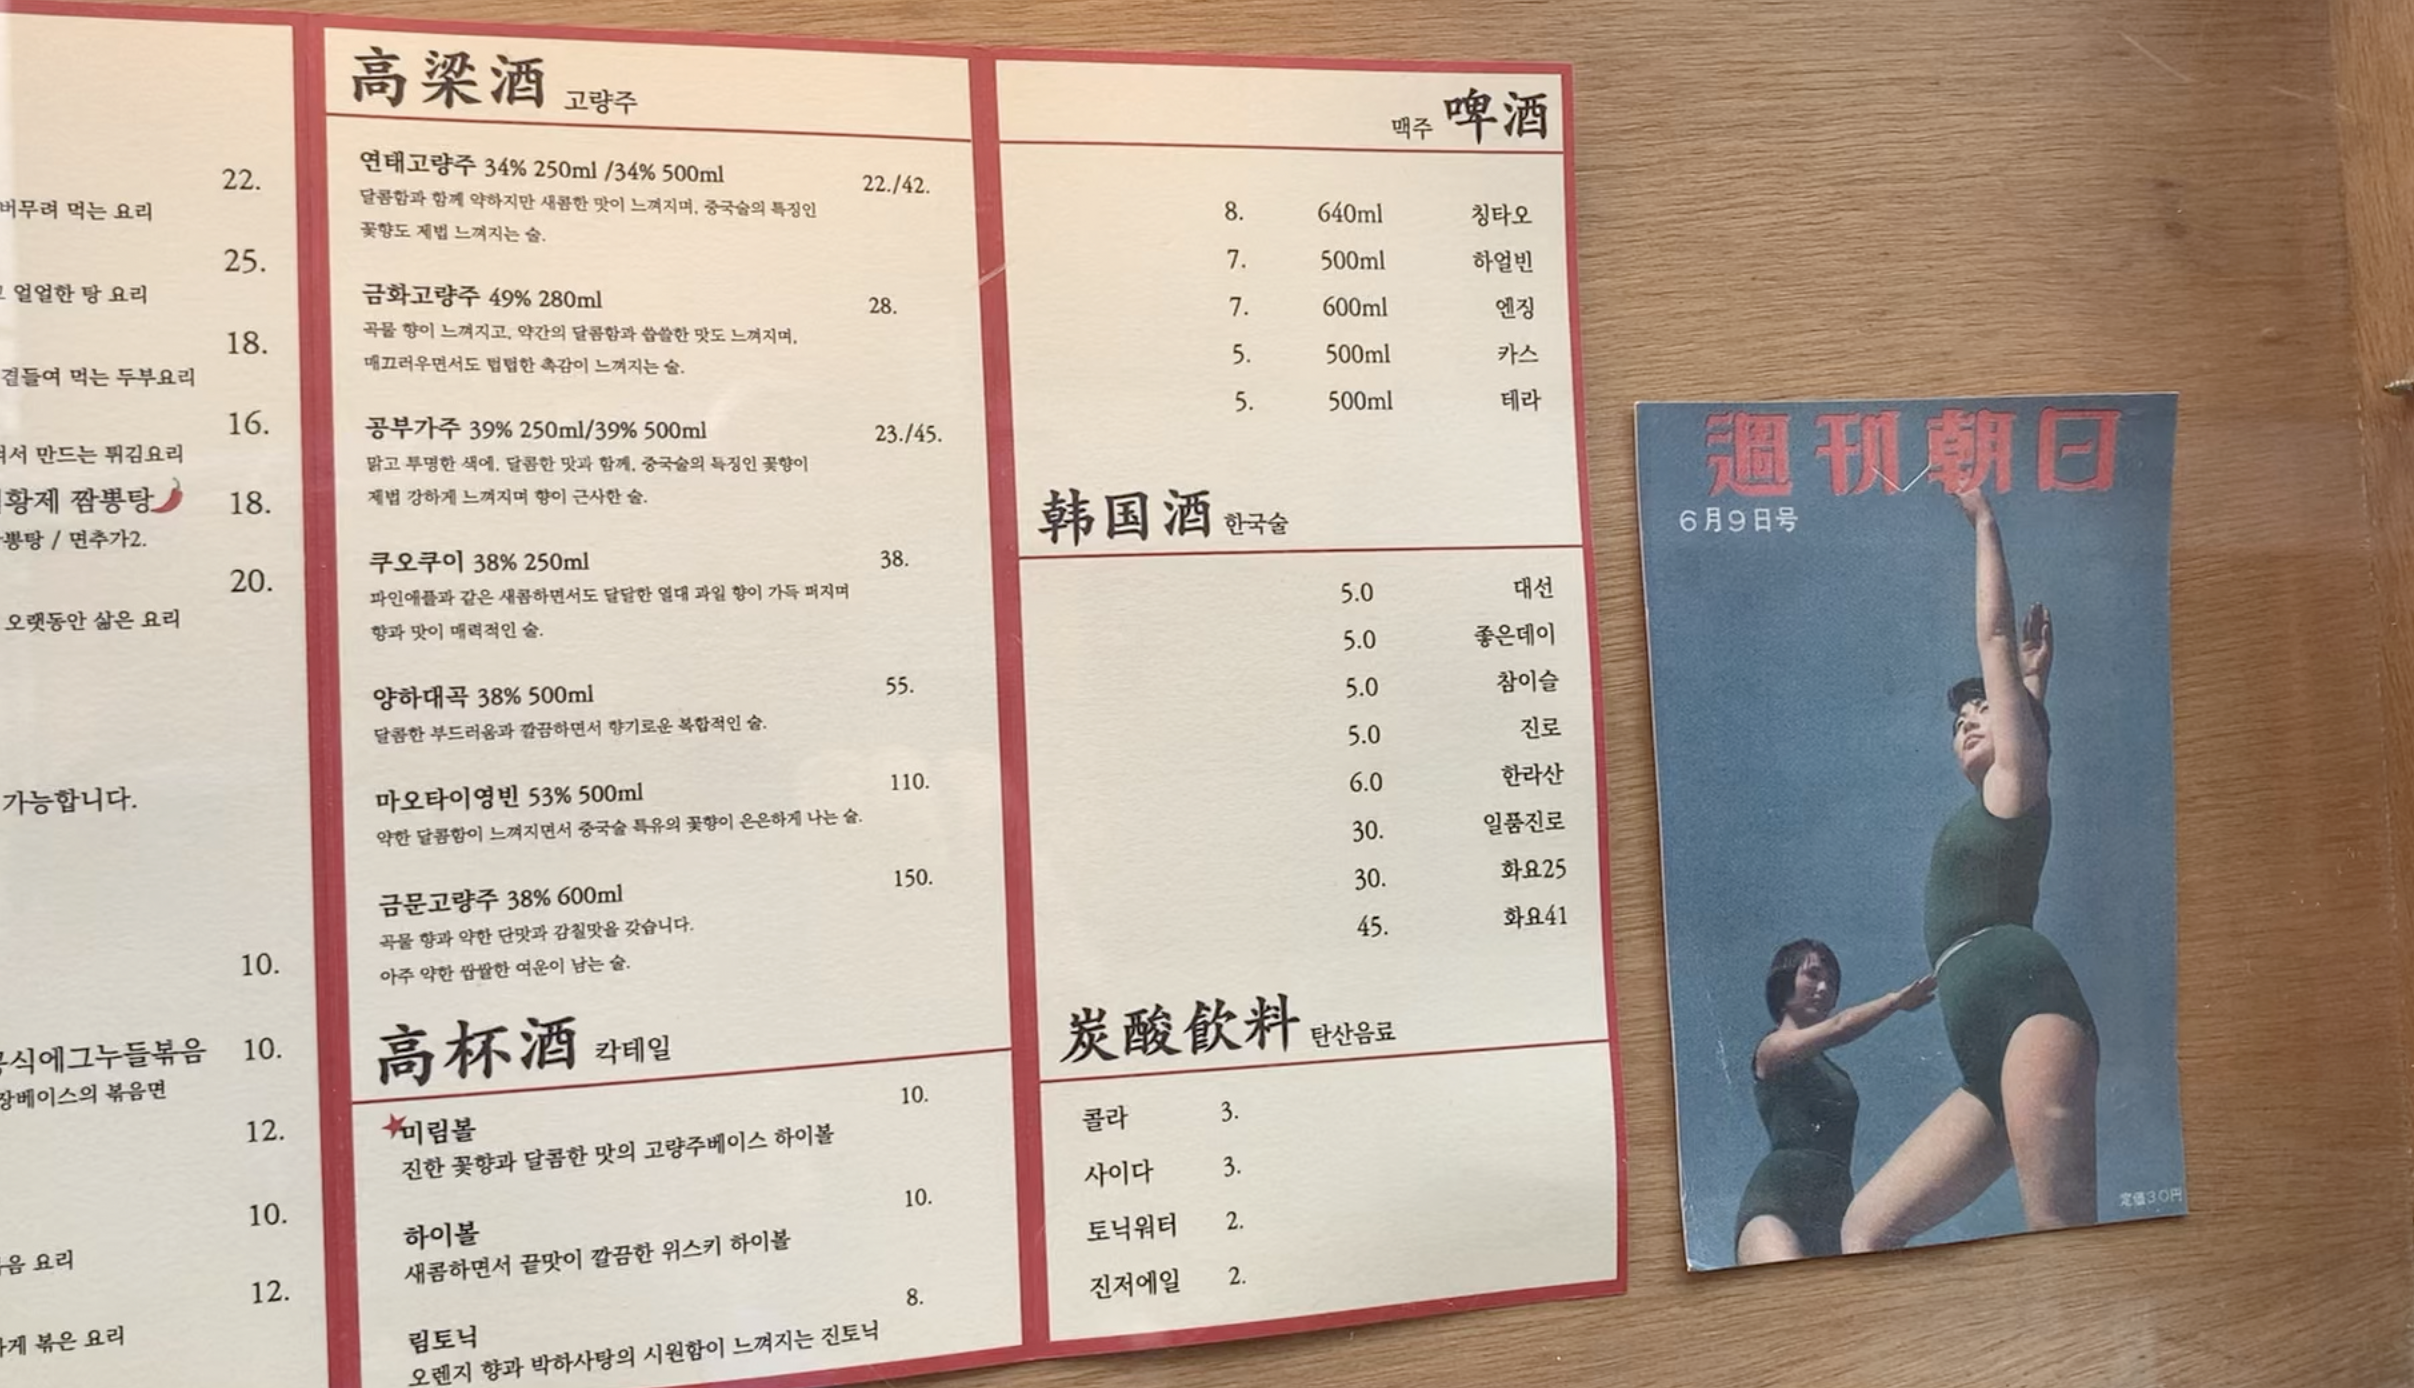 22.
버무려 먹는 요리
25.
얼얼한 탕 요리
18.
곁들여 먹는 두부요리
16.
만드는 튀김요리
황제 짬뽕탕 18.
뽕탕 / 면추가2.
20.
오랫동안 삶은 요리
가능합니다.
10.
식에그누들볶음 10.
장베이스의 볶음면
12.
10.
요리
12.
볶은 요리
高梁酒 고량주
연태고량주 34% 250ml /34% 500ml 22./42.
달콤함과 함께 약하지만 새콤한 맛이 느껴지며, 중국술의 특징인
꽃향도 제법 느껴지는 술.
금화고량주 49% 280ml 28.
곡물 향이 느껴지고, 약간의 달콤함과 씁쓸한 맛도 느껴지며,
매끄러우면서도 텁텁한 촉감이 느껴지는 술.
공부가주 39% 250ml/39% 500ml 23./45.
맑고 투명한 색에, 달콤한 맛과 함께, 중국술의 특징인 꽃향이
제법 강하게 느껴지며 향이 근사한 술.
쿠오쿠이 38% 250ml 38.
파인애플과 같은 새콤하면서도 달달한 열대 과일 향이 가득 퍼지며
향과 맛이 매력적인 술.
양하대곡 38% 500ml 55.
달콤한 부드러움과 깔끔하면서 향기로운 복합적인 술.
마오타이영빈 53% 500ml 110.
약한 달콤함이 느껴지면서 중국술 특유의 꽃향이 은은하게 나는 술.
금문고량주 38% 600ml 150.
곡물 향과 약한 단맛과 감칠맛을 갖습니다.
아주 약한 쌉쌀한 여운이 남는 술.
高杯酒 칵테일
미림볼 10.
진한 꽃향과 달콤한 맛의 고량주베이스 하이볼
하이볼 10.
새콤하면서 끝맛이 깔끔한 위스키 하이볼
림토닉 8.
오렌지 향과 박하사탕의 시원함이 느껴지는 진토닉
맥주 啤酒
8. 640ml 칭타오
7. 500ml 하얼빈
7. 600ml 엔징
5. 500ml 카스
5. 500ml 테라
韩国酒 한국술
5.0 대선
5.0 좋은데이
5.0 참이슬
5.0 진로
6.0 한라산
30. 일품진로
30. 화요25
45. 화요41
炭酸飲料 탄산음료
콜라 3.
사이다 3.
토닉워터 2.
진저에일 2.
週刊朝日
6月9日号
定価30円